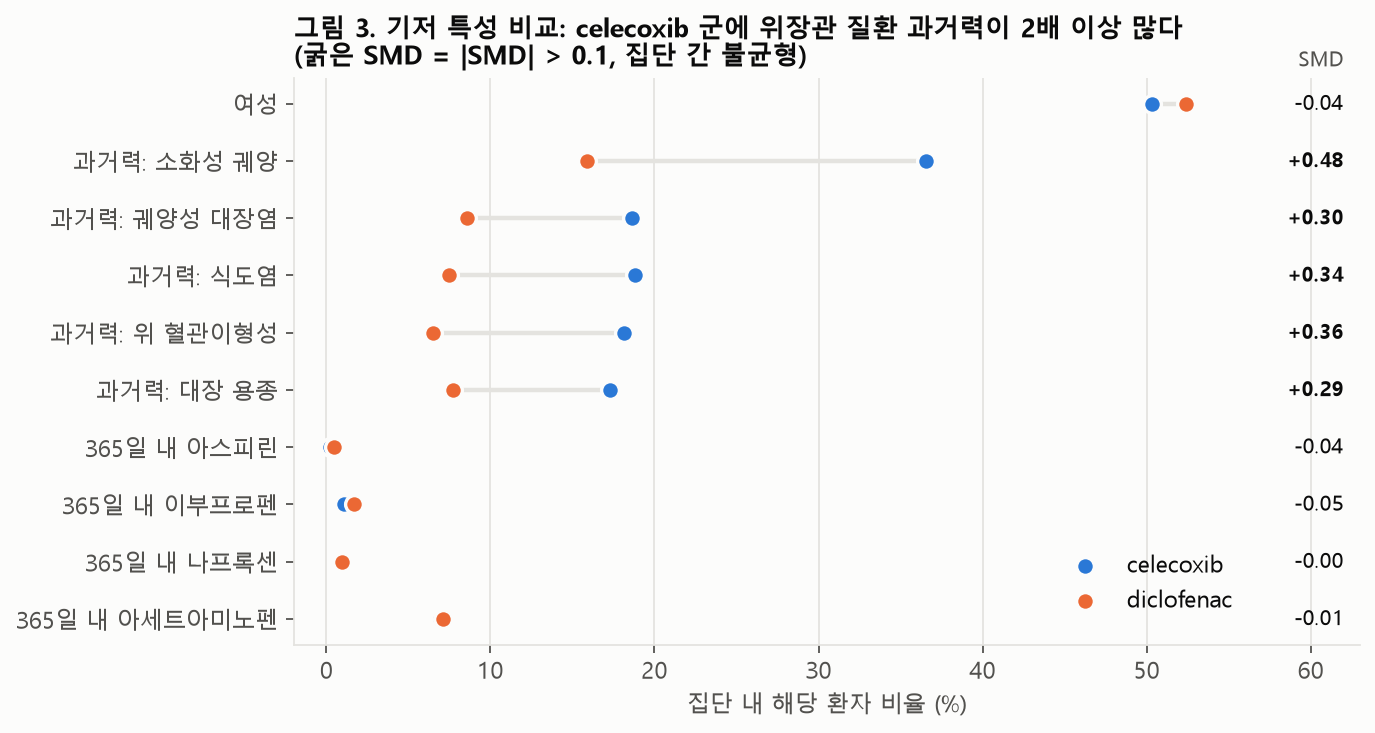 그림 3. 기저 특성 비교: celecoxib 군에 위장관 질환 과거력이 2배 이상 많다
(굵은 SMD = |SMD| > 0.1, 집단 간 불균형)
SMD
여성
-0.04
과거력: 소화성 궤양
+0.48
과거력: 궤양성 대장염
+0.30
과거력: 식도염
+0.34
과거력: 위 혈관이형성
+0.36
과거력: 대장 용종
+0.29
365일 내 아스피린
-0.04
365일 내 이부프로펜
-0.05
365일 내 나프록센
-0.00
365일 내 아세트아미노펜
-0.01
celecoxib
diclofenac
0 10 20 30 40 50 60
집단 내 해당 환자 비율 (%)